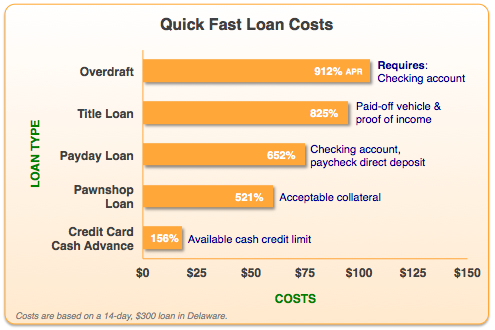 Quick Fast Loan Costs
LOAN TYPE
Overdraft
912% APR
Requires:
Checking account
Title Loan
825%
Paid-off vehicle &
proof of income
Payday Loan
652%
Checking account,
paycheck direct deposit
Pawnshop
Loan
521%
Acceptable collateral
Credit Card
Cash Advance
156%
Available cash credit limit
$0 $25 $50 $75 $100 $125 $150
COSTS
Costs are based on a 14-day, $300 loan in Delaware.